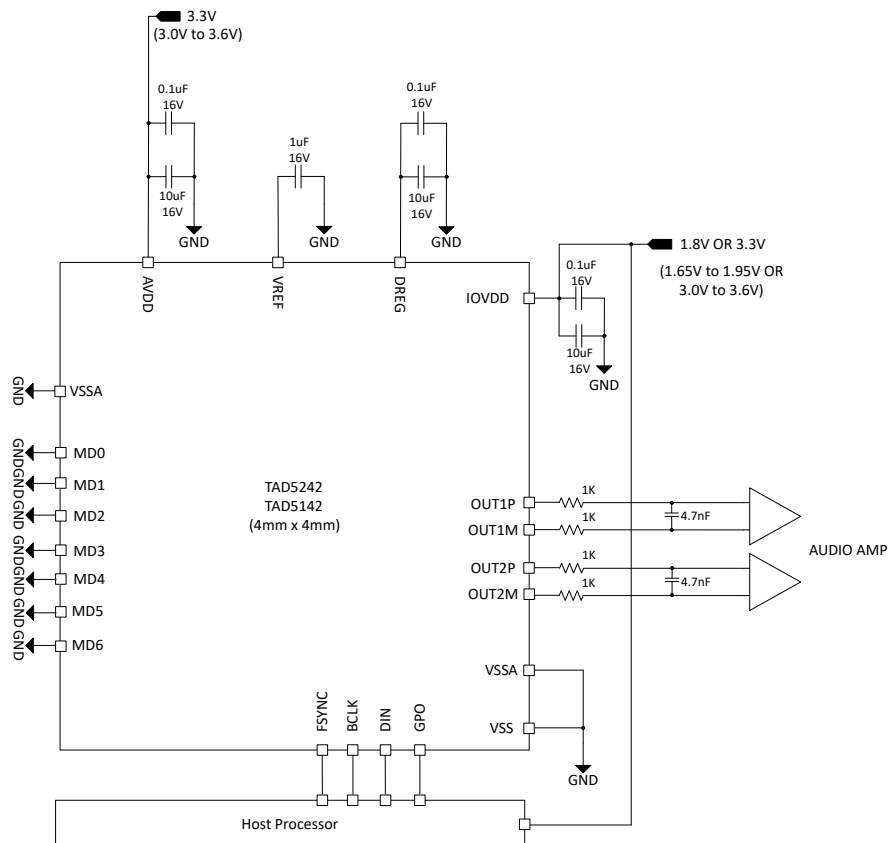 3.3V
(3.0V to 3.6V)
0.1uF
16V
10uF
16V
GND
1uF
16V
GND
0.1uF
16V
10uF
16V
GND
1.8V OR 3.3V
(1.65V to 1.95V OR
3.0V to 3.6V)
0.1uF
16V
10uF
16V
GND
AVDD
VREF
DREG
IOVDD
GND
VSSA
GND
MD0
GND
MD1
GND
MD2
GND
MD3
GND
MD4
GND
MD5
GND
MD6
TAD5242
TAD5142
(4mm x 4mm)
OUT1P
1K
OUT1M
1K
4.7nF
OUT2P
1K
OUT2M
1K
4.7nF
AUDIO AMP
VSSA
VSS
GND
FSYNC
BCLK
DIN
GPO
Host Processor